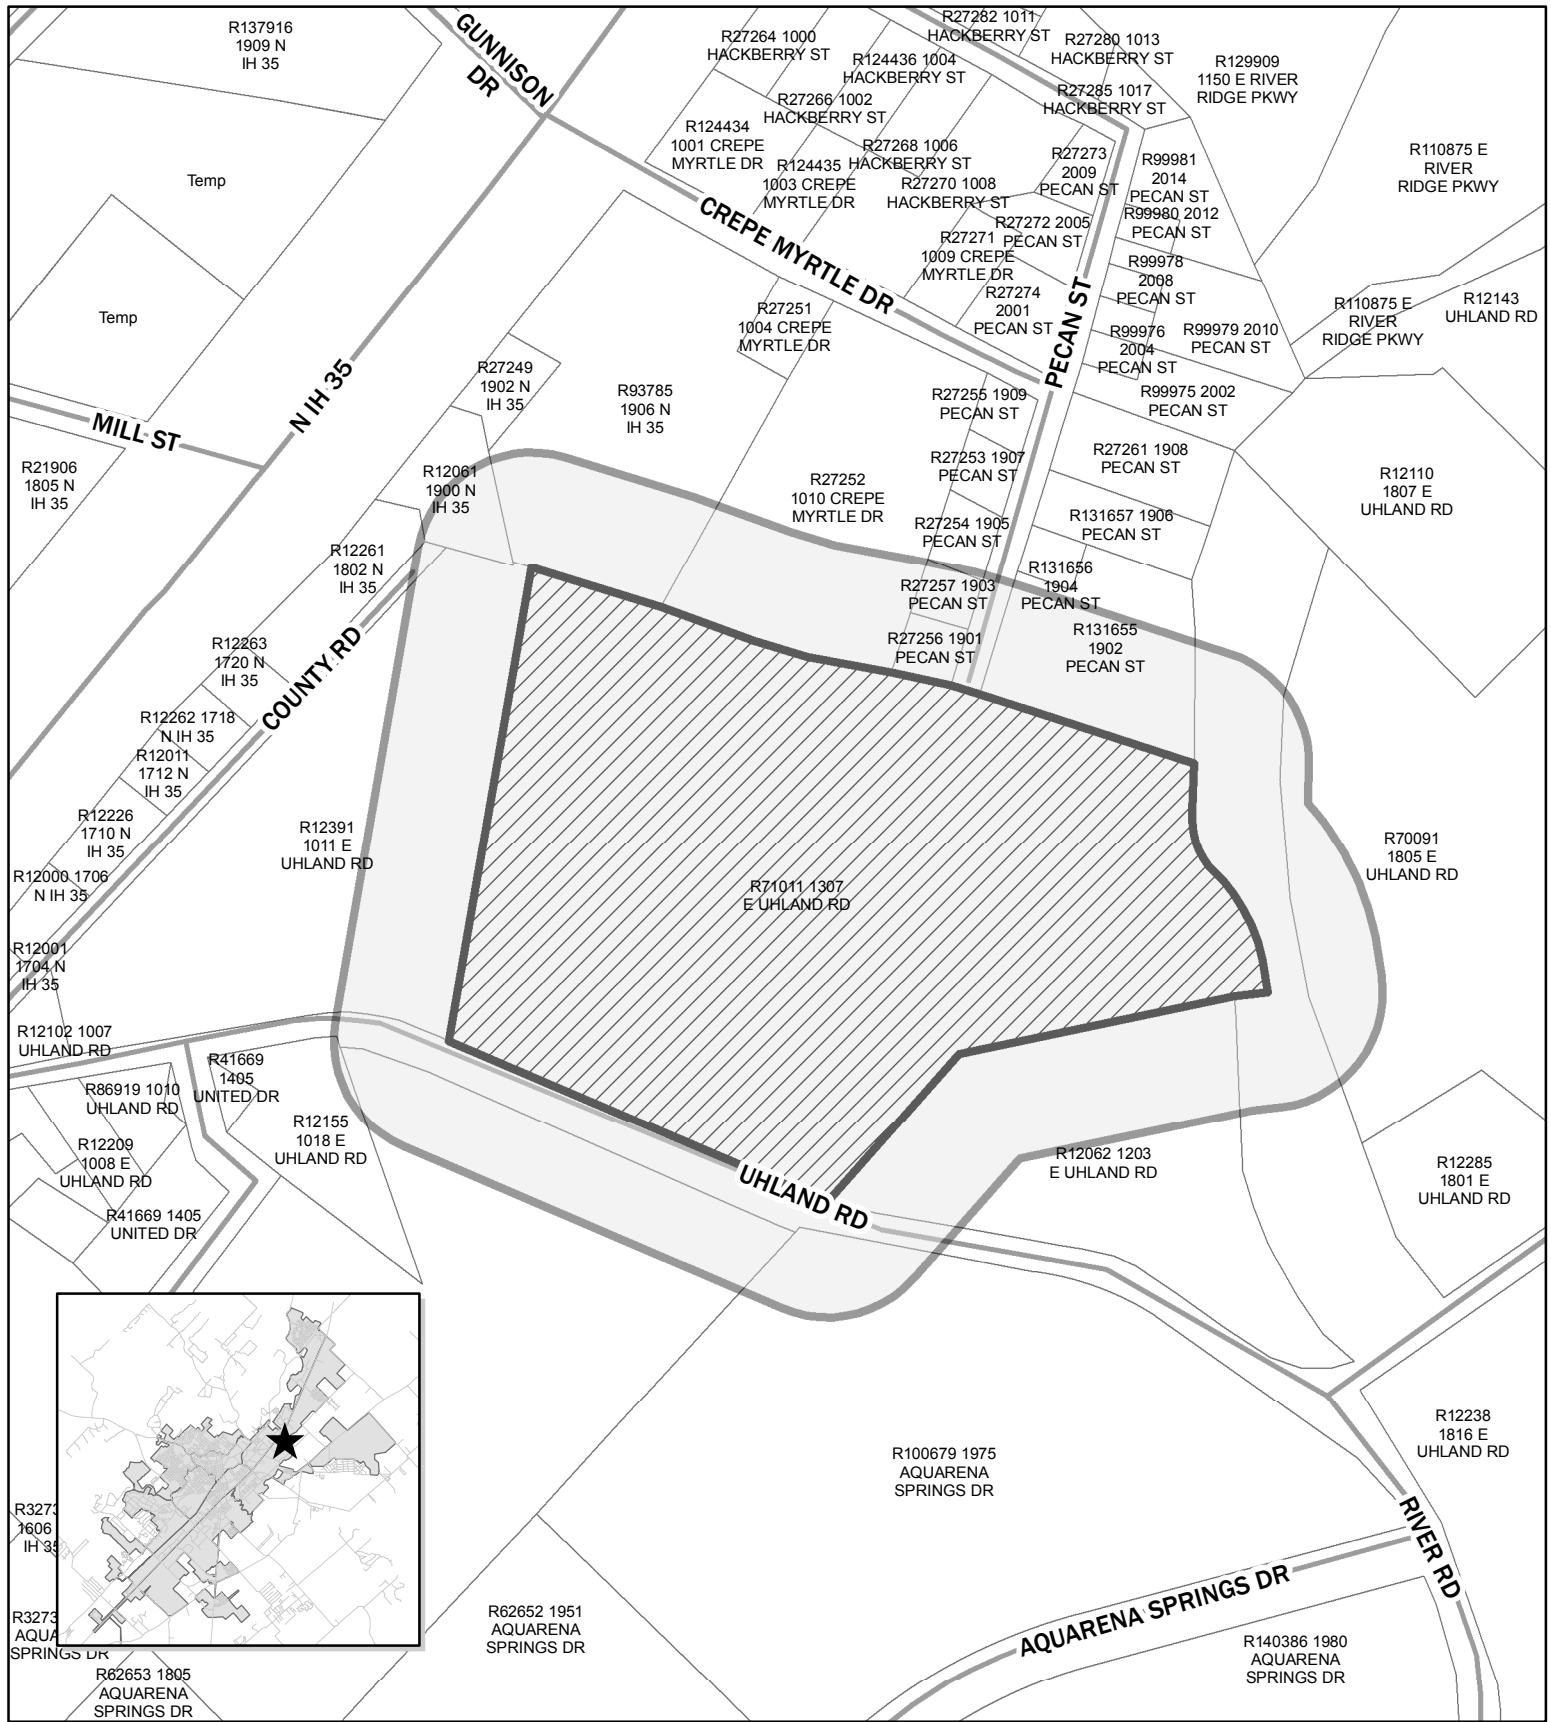 R137916
1909 N
IH 35
GUNNISON
DR
R27264 1000
HACKBERRY ST
R27282 1011
HACKBERRY ST
R124436 1004
HACKBERRY ST
R27280 1013
HACKBERRY ST
R129909
1150 E RIVER
RIDGE PKWY
R27266 1002
HACKBERRY ST
R27285 1017
HACKBERRY ST
R124434
1001 CREPE
MYRTLE DR
R124435
1003 CREPE
MYRTLE DR
R27268 1006
HACKBERRY ST
R27270 1008
HACKBERRY ST
R27273
2009
PECAN ST
R99981
2014
PECAN ST
R110875 E
RIVER
RIDGE PKWY
Temp
CREPE MYRTLE DR
R27272 2005
PECAN ST
R99980 2012
PECAN ST
R27271
1009 CREPE
MYRTLE DR
R99978
2008
PECAN ST
R27274
2001
PECAN ST
PECAN ST
R110875 E
RIVER
RIDGE PKWY
R12143
UHLAND RD
Temp
R27251
1004 CREPE
MYRTLE DR
R99976
2004
PECAN ST
R99979 2010
PECAN ST
N IH 35
R27249
1902 N
IH 35
R93785
1906 N
IH 35
R27255 1909
PECAN ST
R99975 2002
PECAN ST
MILL ST
R21906
1805 N
IH 35
R12061
1900 N
IH 35
R27252
1010 CREPE
MYRTLE DR
R27253 1907
PECAN ST
R27261 1908
PECAN ST
R12110
1807 E
UHLAND RD
R27254 1905
PECAN ST
R131657 1906
PECAN ST
R12261
1802 N
IH 35
R27257 1903
PECAN ST
R131656
1904
PECAN ST
R12263
1720 N
IH 35
COUNTY RD
R27256 1901
PECAN ST
R131655
1902
PECAN ST
R12262 1718
N IH 35
R12011
1712 N
IH 35
R12226
1710 N
IH 35
R12391
1011 E
UHLAND RD
R70091
1805 E
UHLAND RD
R12000 1706
N IH 35
R71011 1307
E UHLAND RD
R12001
1704 N
IH 35
R12102 1007
UHLAND RD
R41669
1405
UNITED DR
R86919 1010
UHLAND RD
R12155
1018 E
UHLAND RD
R12209
1008 E
UHLAND RD
UHLAND RD
R12062 1203
E UHLAND RD
R12285
1801 E
UHLAND RD
R41669 1405
UNITED DR
R12238
1816 E
UHLAND RD
R100679 1975
AQUARENA
SPRINGS DR
R3273
1606
IH 35
RIVER RD
AQUARENA SPRINGS DR
R3273
AQUA
SPRINGS DR
R62652 1951
AQUARENA
SPRINGS DR
R140386 1980
AQUARENA
SPRINGS DR
R62653 1805
AQUARENA
SPRINGS DR